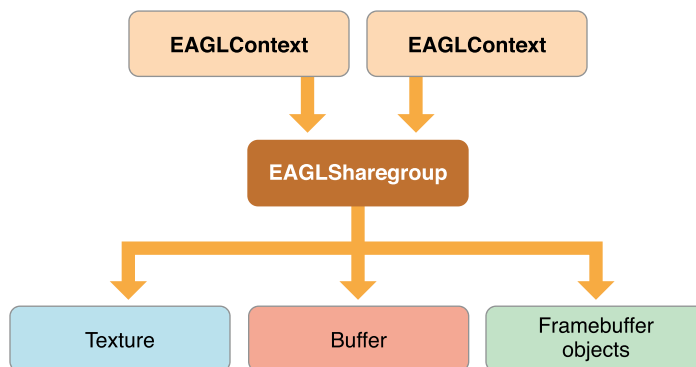 EAGLContext
EAGLContext
EAGLSharegroup
Texture
Buffer
Framebuffer
objects